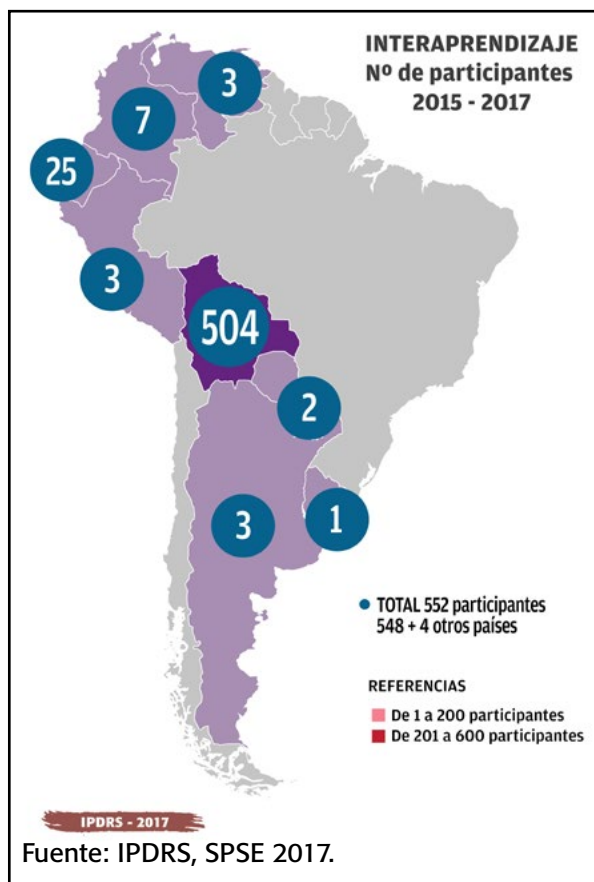 INTERAPRENDIZAJE
Nº de participantes
2015 - 2017
3
7
25
3
504
2
3
1
TOTAL 552 participantes
548 + 4 otros países
REFERENCIAS
De 1 a 200 participantes
De 201 a 600 participantes
IPDRS - 2017
Fuente: IPDRS, SPSE 2017.